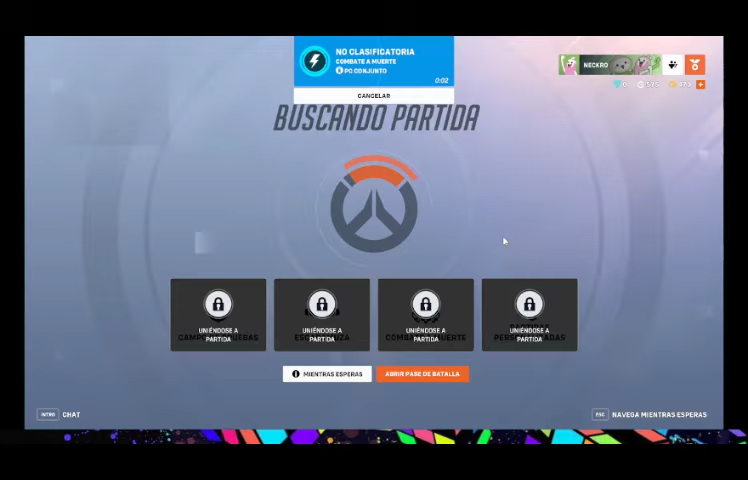 NO CLASIFICATORIA
COMBATE A MUERTE
PC CONJUNTO
0:02
CANCELAR
NECKRO
BUSCANDO PARTIDA
UNIÉNDOSE A
PARTIDA
UNIÉNDOSE A
PARTIDA
UNIÉNDOSE A
PARTIDA
UNIÉNDOSE A
PARTIDA
MIENTRAS ESPERAS
ABRIR PASE DE BATALLA
INTRO CHAT
ESC NAVEGA MIENTRAS ESPERAS